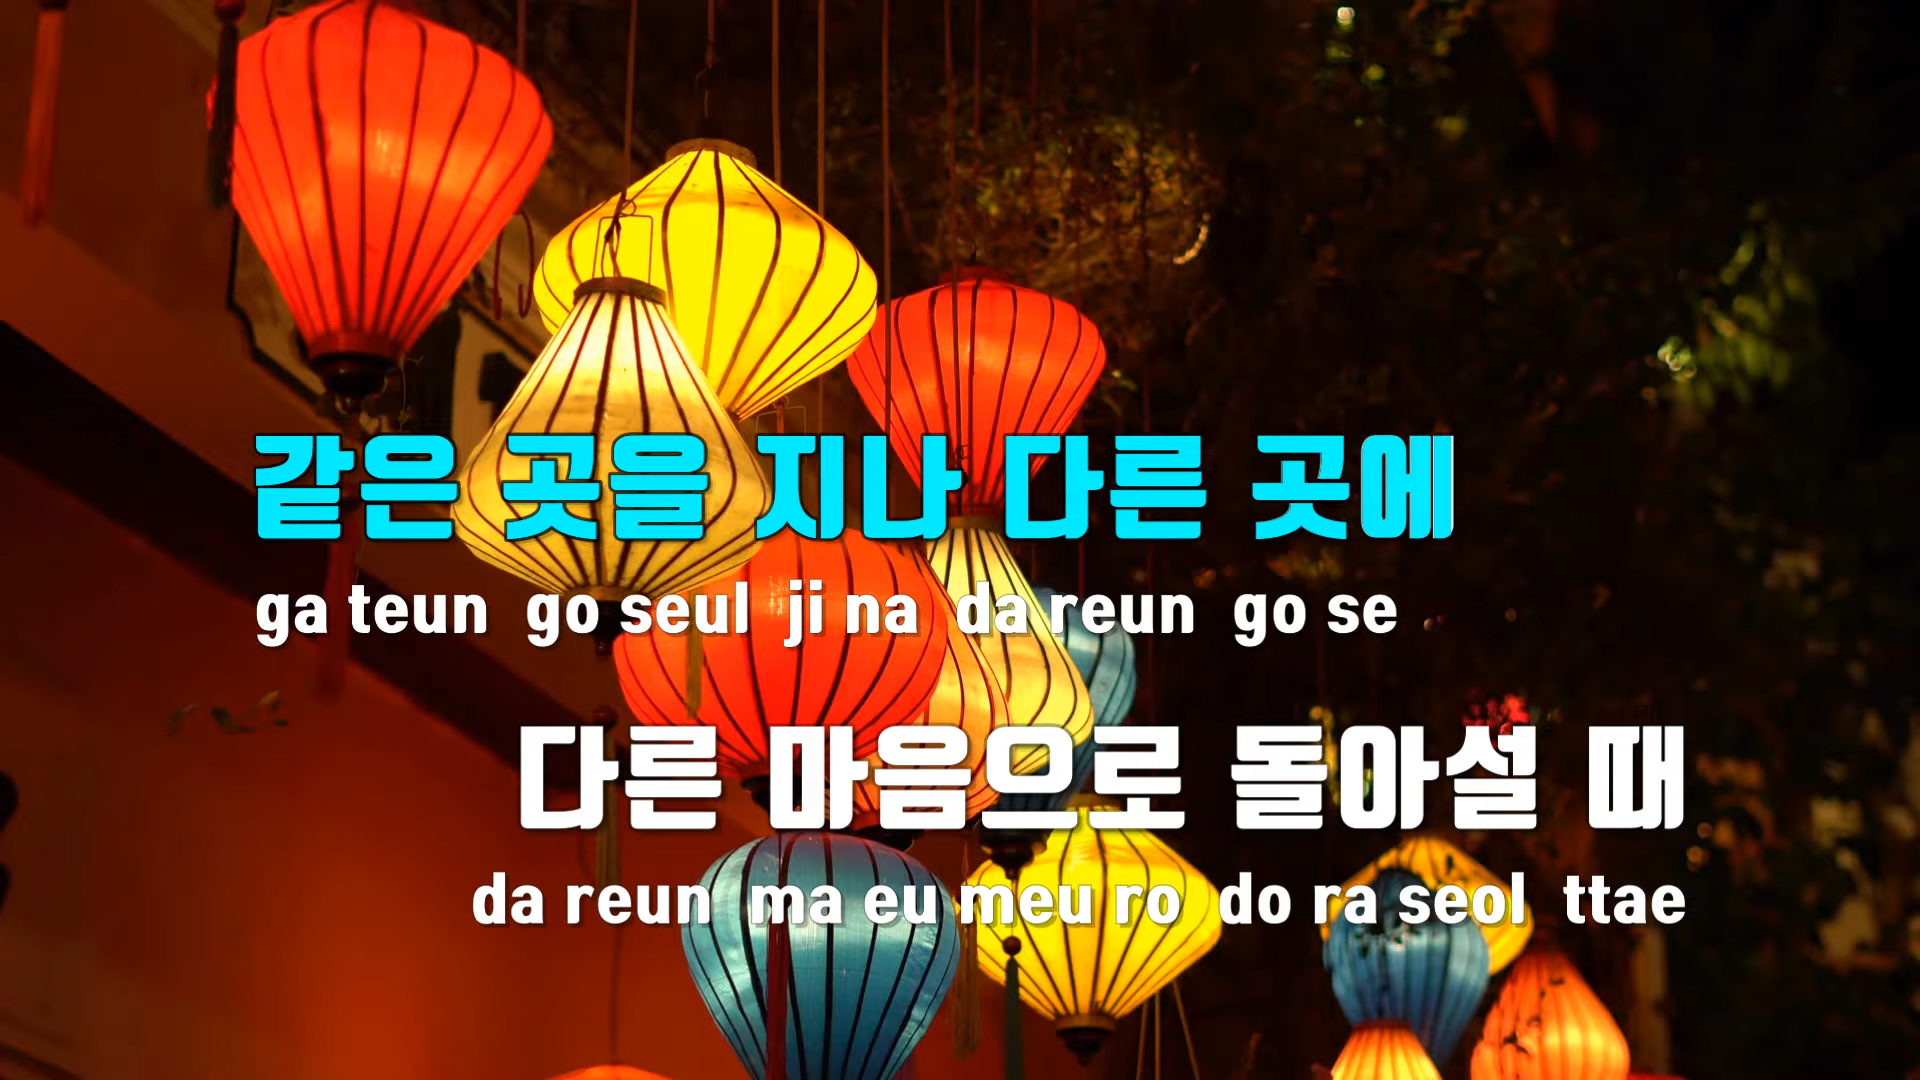 같은 곳을 지나 다른 곳에
ga teun go seul ji na da reun go se
다른 마음으로 돌아설 때
da reun ma eu meu ro do ra seol ttae